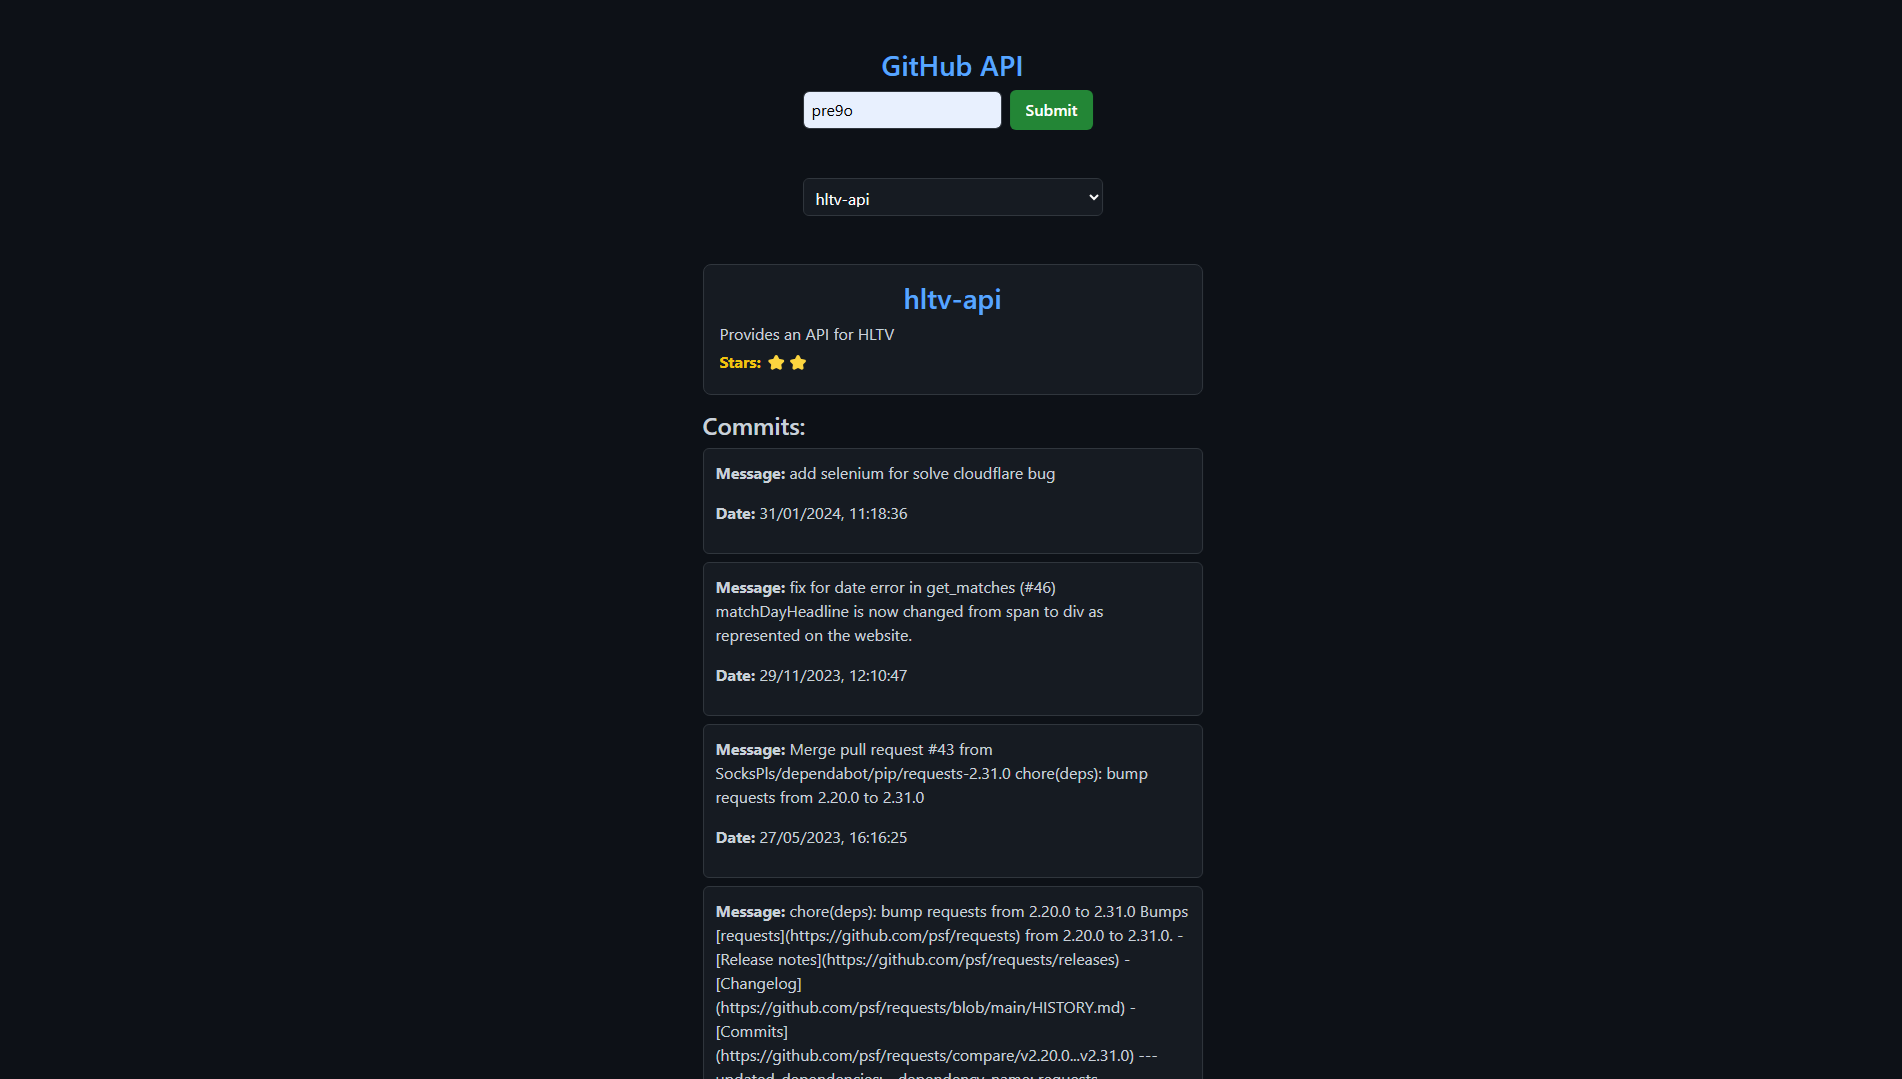 GitHub API
pre9o
Submit
hltv-api
hltv-api
Provides an API for HLTV
Stars:
Commits:
Message: add selenium for solve cloudflare bug
Date: 31/01/2024, 11:18:36
Message: fix for date error in get_matches (#46)
matchDayHeadline is now changed from span to div as
represented on the website.
Date: 29/11/2023, 12:10:47
Message: Merge pull request #43 from
SocksPls/dependabot/pip/requests-2.31.0 chore(deps): bump
requests from 2.20.0 to 2.31.0
Date: 27/05/2023, 16:16:25
Message: chore(deps): bump requests from 2.20.0 to 2.31.0 Bumps
[requests](https://github.com/psf/requests) from 2.20.0 to 2.31.0. -
[Release notes](https://github.com/psf/requests/releases) -
[Changelog]
(https://github.com/psf/requests/blob/main/HISTORY.md) -
[Commits]
(https://github.com/psf/requests/compare/v2.20.0...v2.31.0) ---
updated-dependencies: - dependency-name: requests